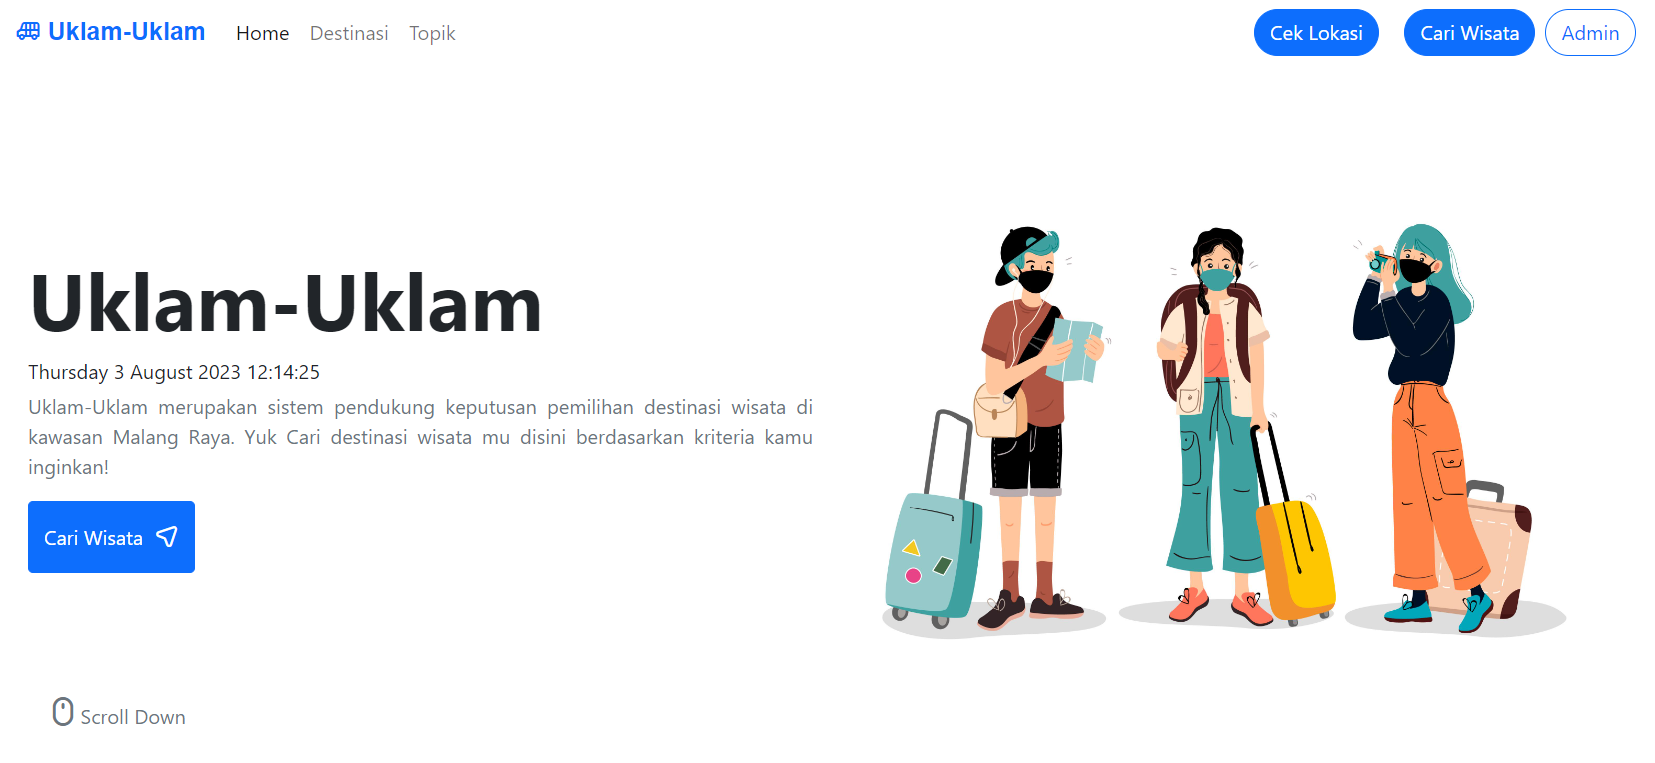 Uklam-Uklam Home Destinasi Topik Cek Lokasi Cari Wisata Admin
Uklam-Uklam
Thursday 3 August 2023 12:14:25
Uklam-Uklam merupakan sistem pendukung keputusan pemilihan destinasi wisata di
kawasan Malang Raya. Yuk Cari destinasi wisata mu disini berdasarkan kriteria kamu
inginkan!
Cari Wisata
Scroll Down